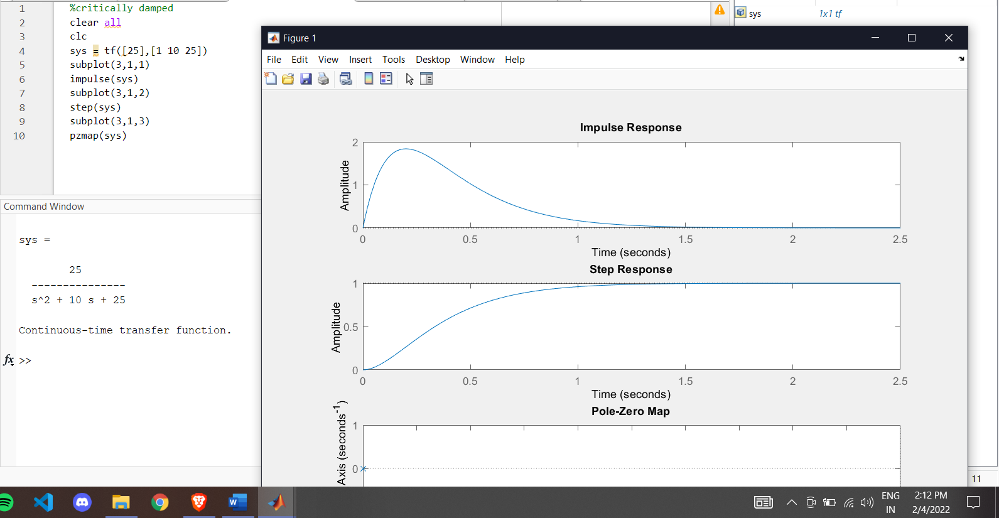 1 %critically damped
2 clear all
3 clc
4 sys = tf([25],[1 10 25])
5 subplot(3,1,1)
6 impulse(sys)
7 subplot(3,1,2)
8 step(sys)
9 subplot(3,1,3)
10 pzmap(sys)
sys 1x1 tf
Command Window
sys =
25
---------------
s^2 + 10 s + 25
Continuous-time transfer function.
fx >>
Figure 1
File Edit View Insert Tools Desktop Window Help
Impulse Response
Amplitude
2
1
0
0 0.5 1 1.5 2 2.5
Time (seconds)
Step Response
Amplitude
1
0.5
0
0 0.5 1 1.5 2 2.5
Time (seconds)
Pole-Zero Map
Axis (seconds⁻¹)
1
0
11
ENG
IN
2:12 PM
2/4/2022